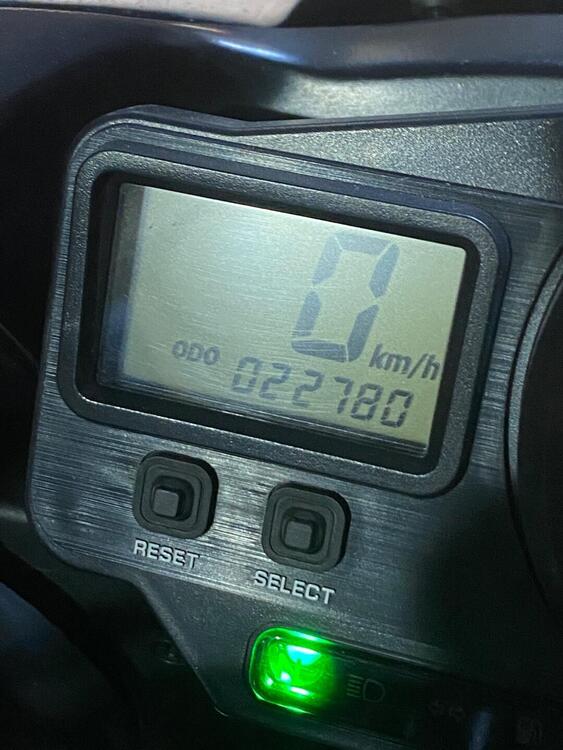 0 km/h
ODO 022780
RESET SELECT